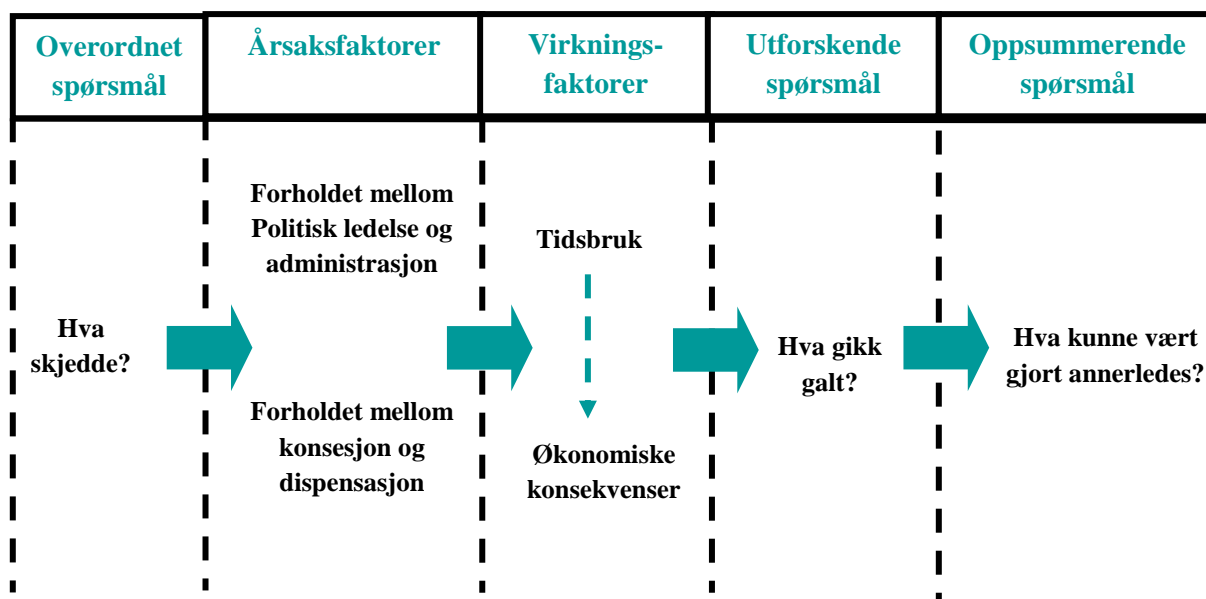 Overordnet
spørsmål
Årsaksfaktorer
Virknings-
faktorer
Utforskende
spørsmål
Oppsummerende
spørsmål
Hva
skjedde?
Forholdet mellom
Politisk ledelse og
administrasjon
Forholdet mellom
konsesjon og
dispensasjon
Tidsbruk
Økonomiske
konsekvenser
Hva gikk
galt?
Hva kunne vært
gjort annerledes?